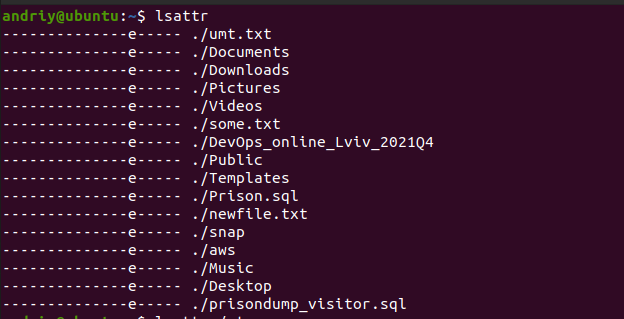 andriy@ubuntu:~$ lsattr
--------------e----- ./umt.txt
--------------e----- ./Documents
--------------e----- ./Downloads
--------------e----- ./Pictures
--------------e----- ./Videos
--------------e----- ./some.txt
--------------e----- ./DevOps_online_Lviv_2021Q4
--------------e----- ./Public
--------------e----- ./Templates
--------------e----- ./Prison.sql
--------------e----- ./newfile.txt
--------------e----- ./snap
--------------e----- ./aws
--------------e----- ./Music
--------------e----- ./Desktop
--------------e----- ./prisondump_visitor.sql